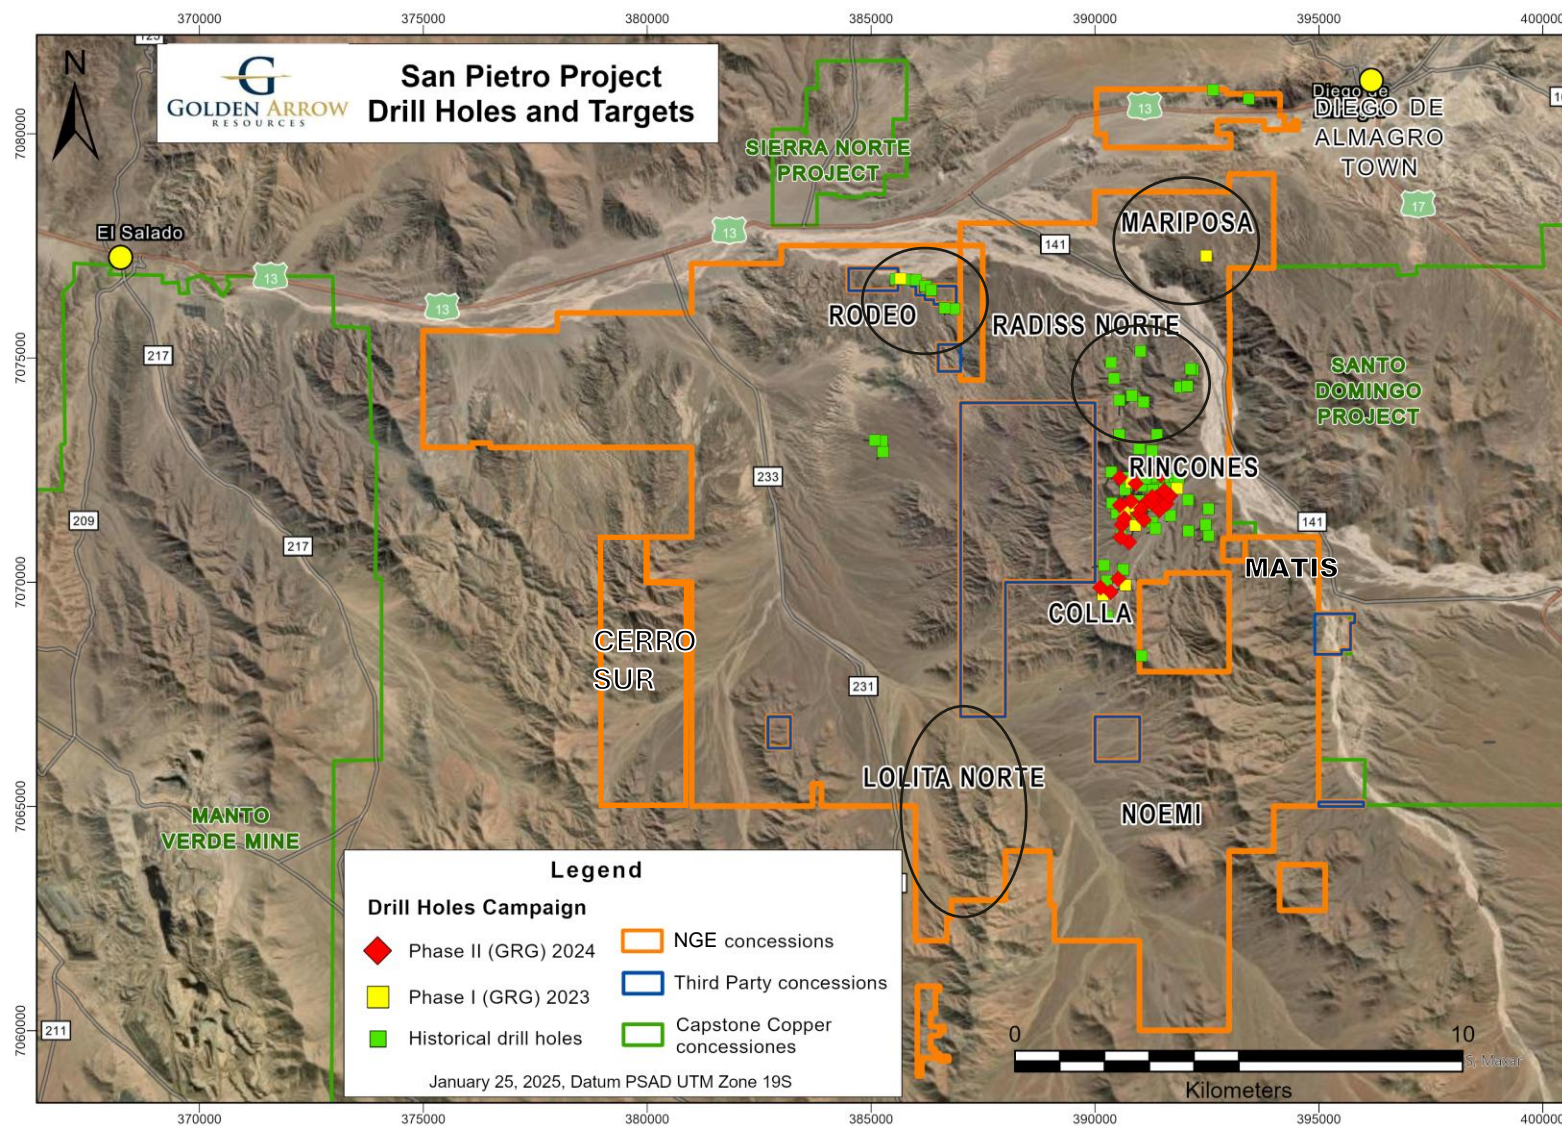 370000
375000
380000
385000
390000
395000
N
GOLDEN ARROW
RESOURCES
San Pietro Project
Drill Holes and Targets
7080000
7075000
7070000
7065000
7060000
SIERRA NORTE
PROJECT
13
Diego de
DIEGO DE
ALMAGRO
TOWN
17
El Salado
13
13
13
141
MARIPOSA
RODEO
RADISS NORTE
217
SANTO
DOMINGO
PROJECT
RINCONES
233
209
217
141
MATIS
COLLA
CERRO
SUR
231
LOLITA NORTE
NOEMI
MANTO
VERDE MINE
211
Legend
Drill Holes Campaign
Phase II (GRG) 2024
Phase I (GRG) 2023
Historical drill holes
NGE concessions
Third Party concessions
Capstone Copper
concessiones
January 25, 2025, Datum PSAD UTM Zone 19S
0
10
Kilometers
370000
375000
380000
385000
390000
395000